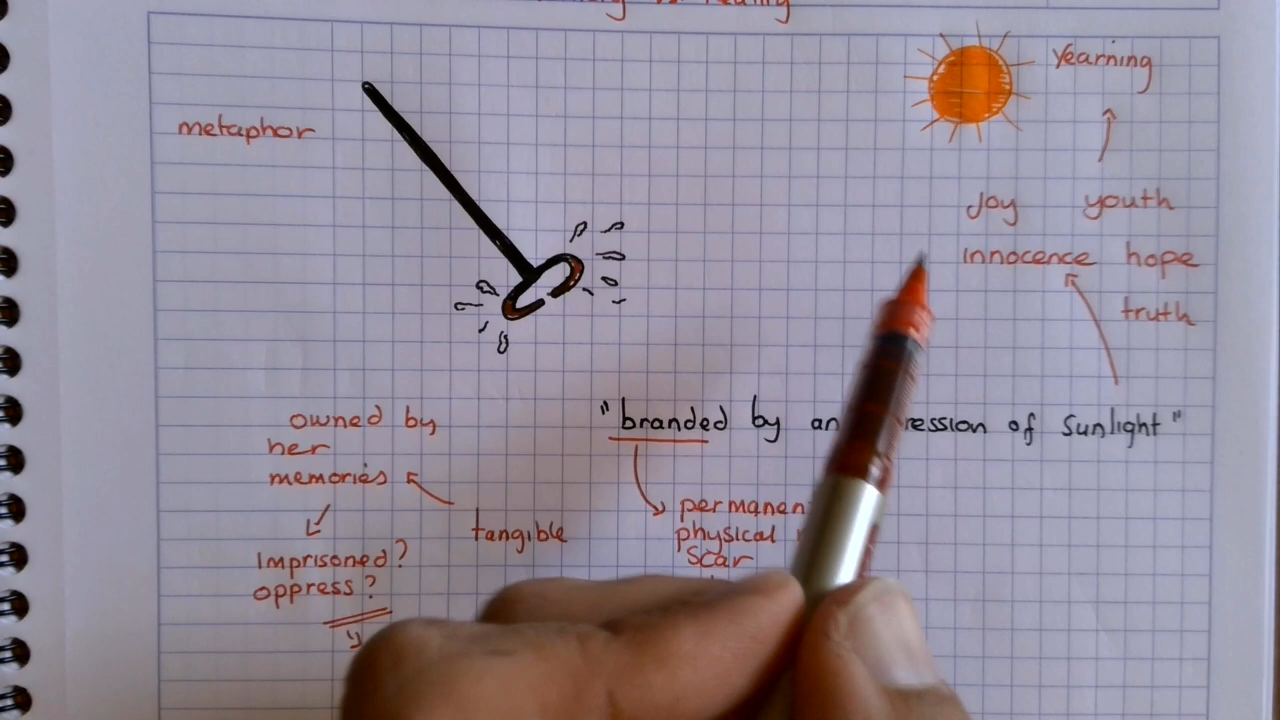 metaphor
Yearning
Joy youth
innocence hope
truth
"branded by an ression of Sunlight"
owned by
her
memories
tangible
permanen
physical
Scar
Imprisoned?
oppress?